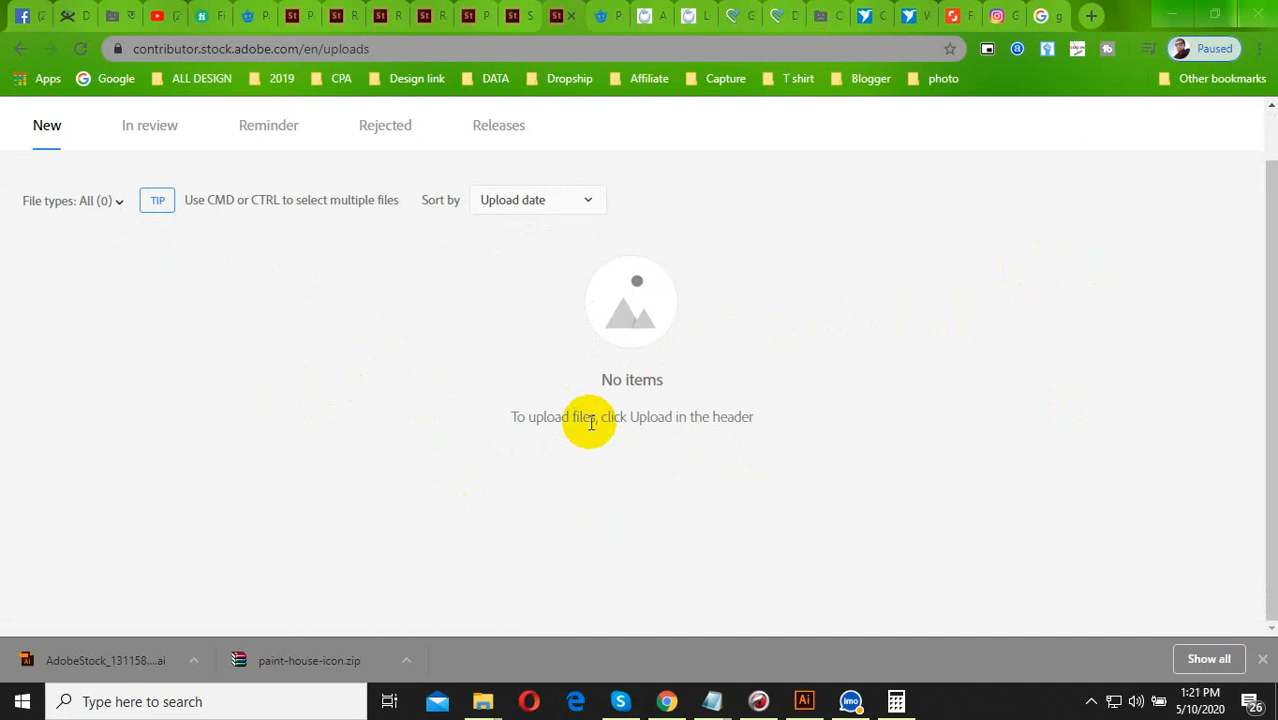 contributor.stock.adobe.com/en/uploads
Paused
Apps Google ALL DESIGN 2019 CPA Design link DATA Dropship Affiliate Capture T shirt Blogger photo Other bookmarks
New In review Reminder Rejected Releases
File types: All (0) TIP Use CMD or CTRL to select multiple files Sort by Upload date
No items
To upload files, click Upload in the header
AdobeStock_131158....ai paint-house-icon.zip Show all
Type here to search
1:21 PM
5/10/2020
26